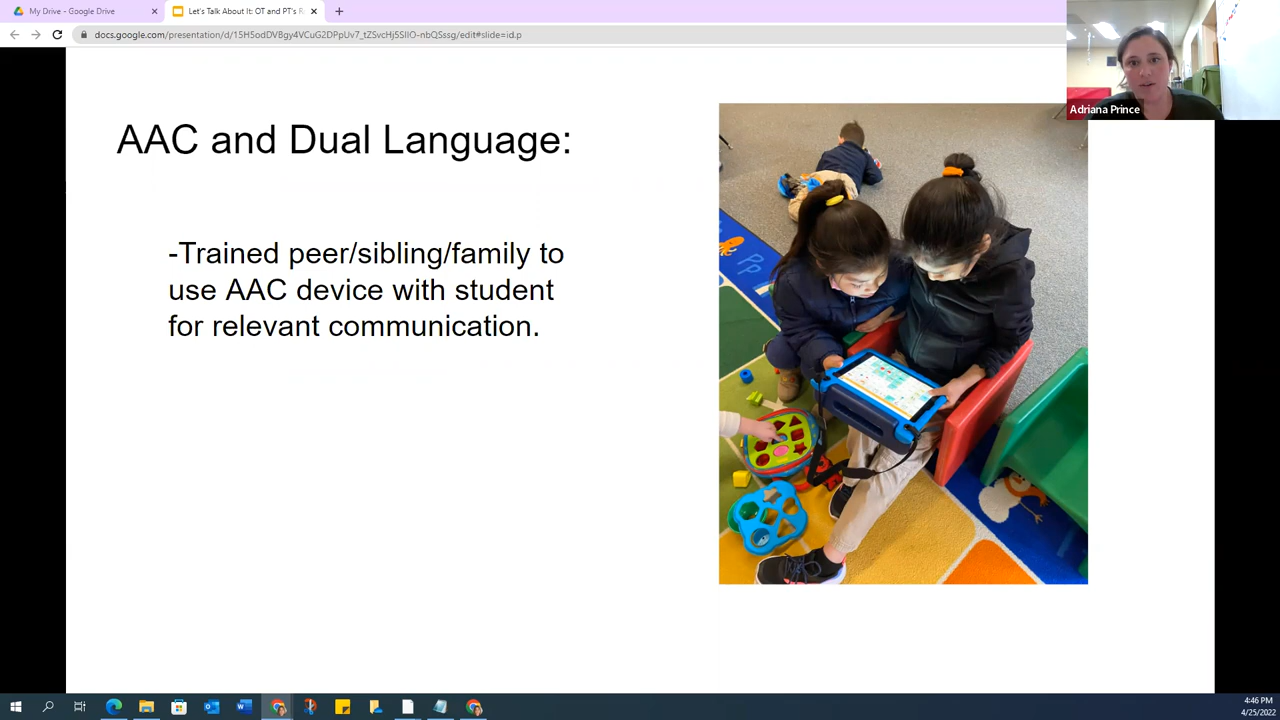 My Drive - Google Drive
Let's Talk About It: OT and PT's R
docs.google.com/presentation/d/15H5odDVBgy4VCuG2DPpUv7_tZSvcHj5SIIO-nbQSssg/edit#slide=id.p
Adriana Prince
AAC and Dual Language:
-Trained peer/sibling/family to
use AAC device with student
for relevant communication.
Pp
4:46 PM
4/25/2022